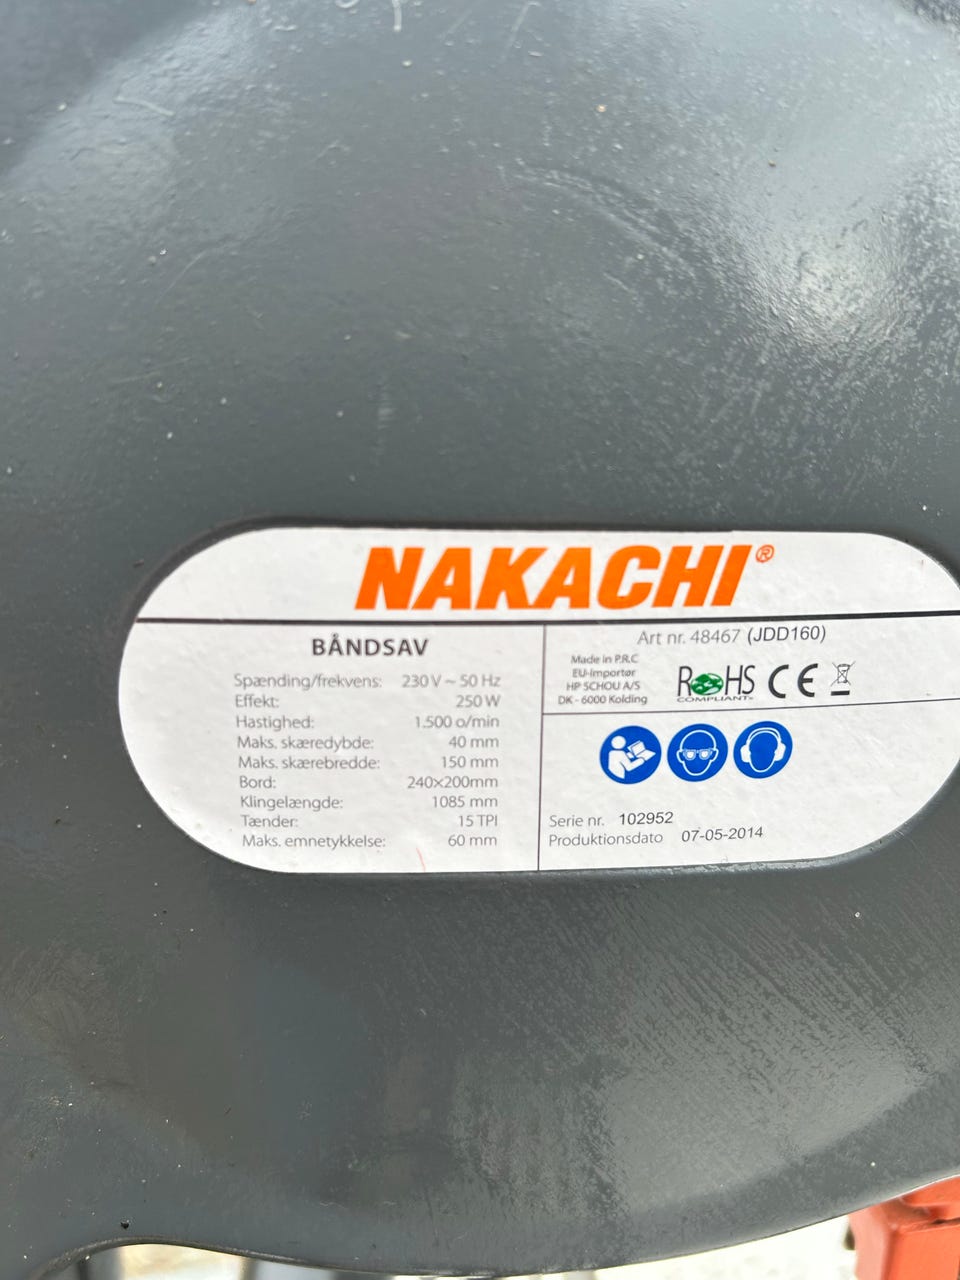 NAKACHI®
BÅNDSAV
Spænding/frekvens: 230 V ~ 50 Hz
Effekt: 250 W
Hastighed: 1.500 o/min
Maks. skæredybde: 40 mm
Maks. skærebredde: 150 mm
Bord: 240×200mm
Klingelængde: 1085 mm
Tænder: 15 TPI
Maks. emnetykkelse: 60 mm
Art nr. 48467 (JDD160)
Made in P.R.C
EU-Importør
HP SCHOU A/S
DK - 6000 Kolding
RoHS CE
COMPLIANT
Serie nr. 102952
Produktionsdato 07-05-2014